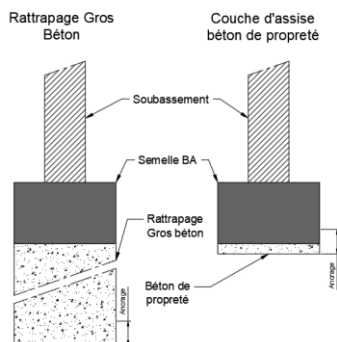 Rattrapage Gros
Béton
Couche d'assise
béton de propreté
Soubassement
Semelle BA
Rattrapage
Gros béton
Béton de
propreté
Ancrage
Ancrage